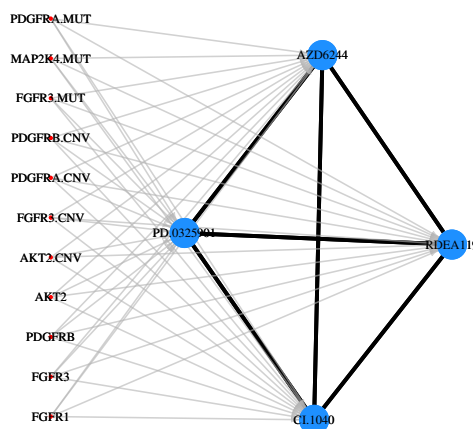 PDGFRA.MUT
AZD6244
MAP2K4.MUT
FGFR3.MUT
PDGFRB.CNV
PDGFRA.CNV
FGFR3.CNV
PD.0325901
RDEA119
AKT2.CNV
AKT2
PDGFRB
FGFR3
FGFR1
CI.1040